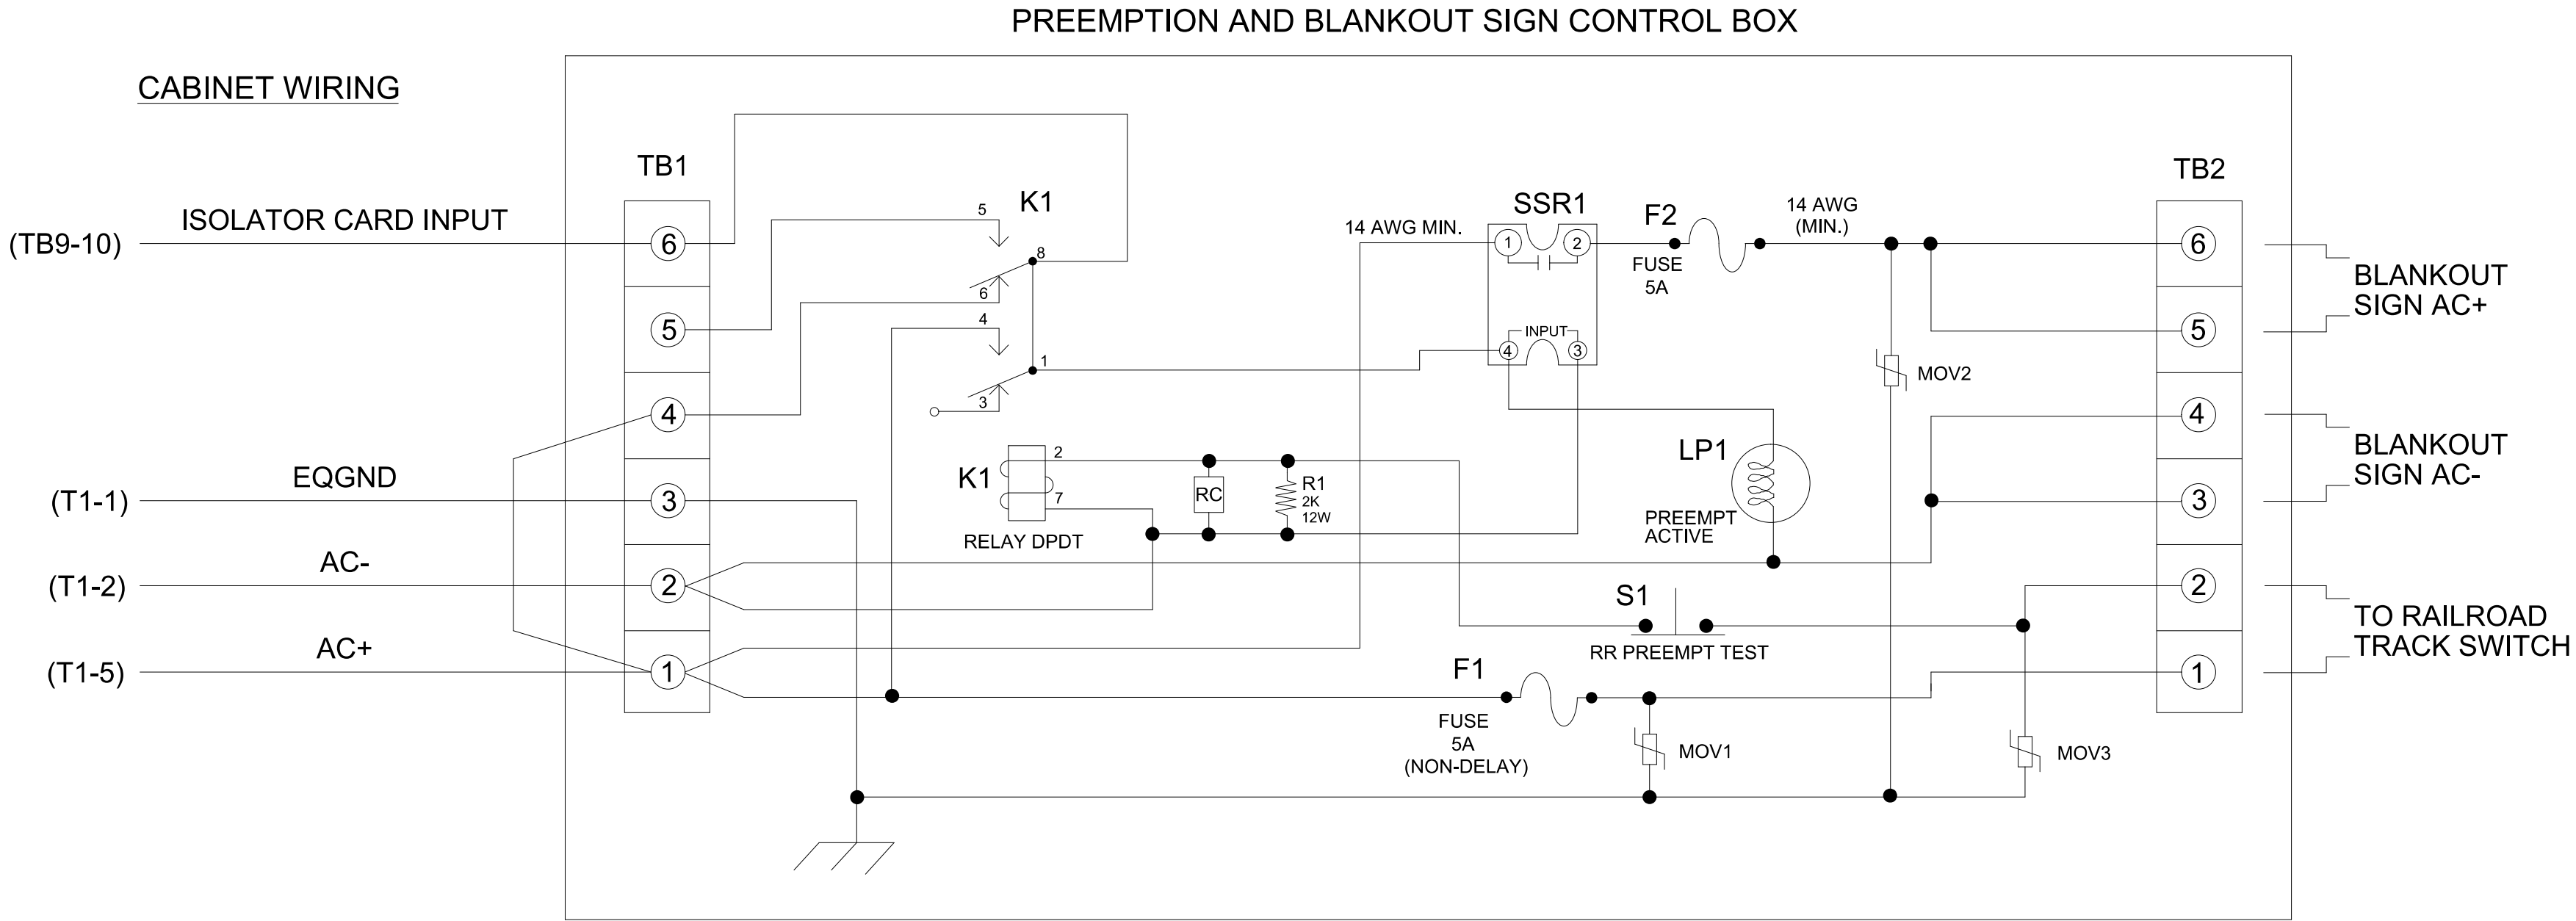 PREEMPTION AND BLANKOUT SIGN CONTROL BOX
CABINET WIRING
TB1
TB2
K1
SSR1
F2
14 AWG
(MIN.)
14 AWG MIN.
ISOLATOR CARD INPUT
(TB9-10)
6
5
8
6
4
1
3
1
2
FUSE
5A
INPUT
4
3
6
BLANKOUT
SIGN AC+
5
5
MOV2
4
4
BLANKOUT
SIGN AC-
EQGND
(T1-1)
3
K1
2
7
RELAY DPDT
RC
R1
2K
12W
LP1
PREEMPT
ACTIVE
3
AC-
(T1-2)
2
S1
RR PREEMPT TEST
2
TO RAILROAD
TRACK SWITCH
AC+
(T1-5)
1
F1
FUSE
5A
(NON-DELAY)
1
MOV1
MOV3